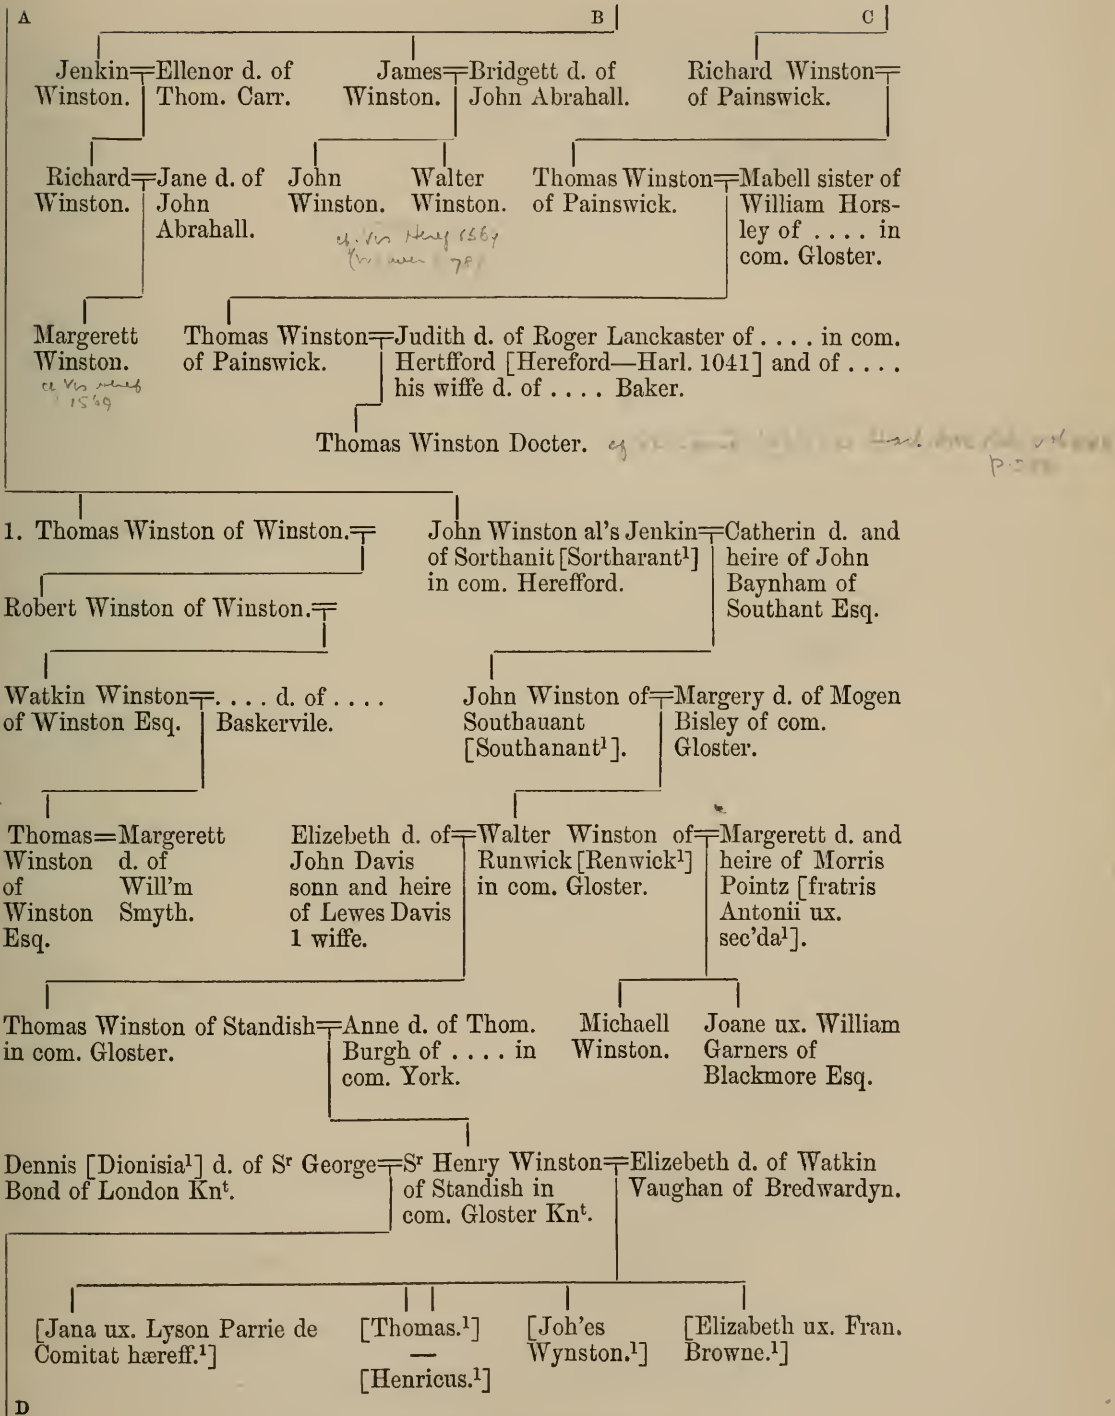 A B C
Jenkin Ellenor d. of James Bridgett d. of Richard Winston
Winston. Thom. Carr. Winston. John Abrahall. of Painswick.
Richard Jane d. of John Walter Thomas Winston Mabell sister of
Winston. John Winston. Winston. of Painswick. William Hors-
Abrahall. ley of .... in
com. Gloster.
Margerett Thomas Winston Judith d. of Roger Lanckaster of .... in com.
Winston. of Painswick. Hertfford [Hereford—Harl. 1041] and of ....
1569 his wiffe d. of .... Baker.
Thomas Winston Docter.
1. Thomas Winston of Winston. John Winston al's Jenkin Catherin d. and
of Sorthanit [Sortharant¹] heire of John
in com. Herefford. Baynham of
Robert Winston of Winston. Southant Esq.
Watkin Winston .... d. of .... John Winston of Margery d. of Mogen
of Winston Esq. Baskervile. Southauant Bisley of com.
[Southanant¹]. Gloster.
Thomas=Margerett Elizebeth d. of Walter Winston of Margerett d. and
Winston d. of John Davis Runwick [Renwick¹] heire of Morris
of Will'm sonn and heire in com. Gloster. Pointz [fratris
Winston Smyth. of Lewes Davis Antonii ux.
Esq. 1 wiffe. sec'da¹].
Thomas Winston of Standish Anne d. of Thom. Michaell Joane ux. William
in com. Gloster. Burgh of .... in Winston. Garners of
com. York. Blackmore Esq.
Dennis [Dionisia¹] d. of Sʳ George Sʳ Henry Winston Elizebeth d. of Watkin
Bond of London Knᵗ. of Standish in Vaughan of Bredwardyn.
com. Gloster Knᵗ.
[Jana ux. Lyson Parrie de [Thomas.¹] [Joh'es [Elizabeth ux. Fran.
Comitat hæreff.¹] — Wynston.¹] Browne.¹]
[Henricus.¹]
D